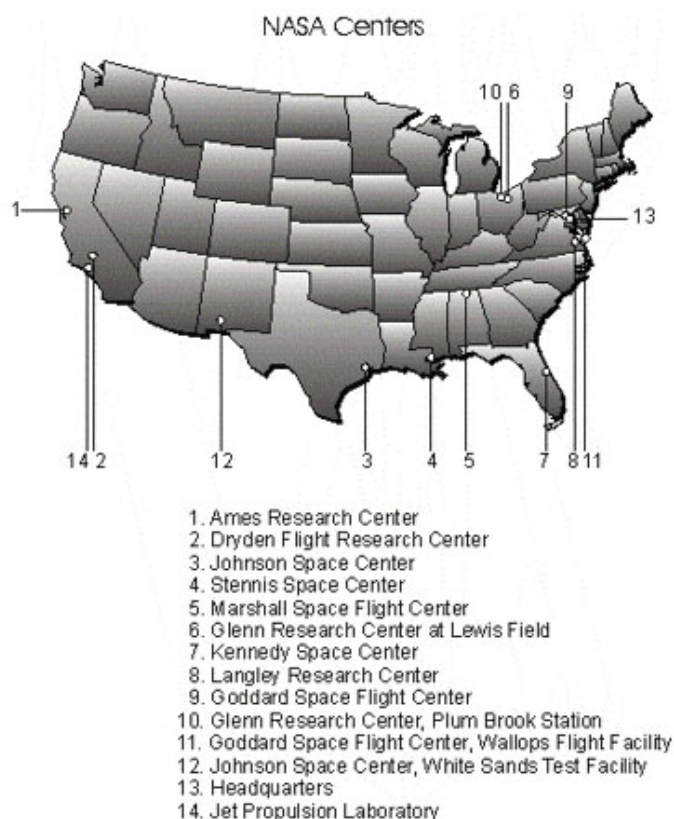 NASA Centers
10 6 9
1
13
14 2 12 3 4 5 7 8 11
1. Ames Research Center
2. Dryden Flight Research Center
3. Johnson Space Center
4. Stennis Space Center
5. Marshall Space Flight Center
6. Glenn Research Center at Lewis Field
7. Kennedy Space Center
8. Langley Research Center
9. Goddard Space Flight Center
10. Glenn Research Center, Plum Brook Station
11. Goddard Space Flight Center, Wallops Flight Facility
12. Johnson Space Center, White Sands Test Facility
13. Headquarters
14. Jet Propulsion Laboratory